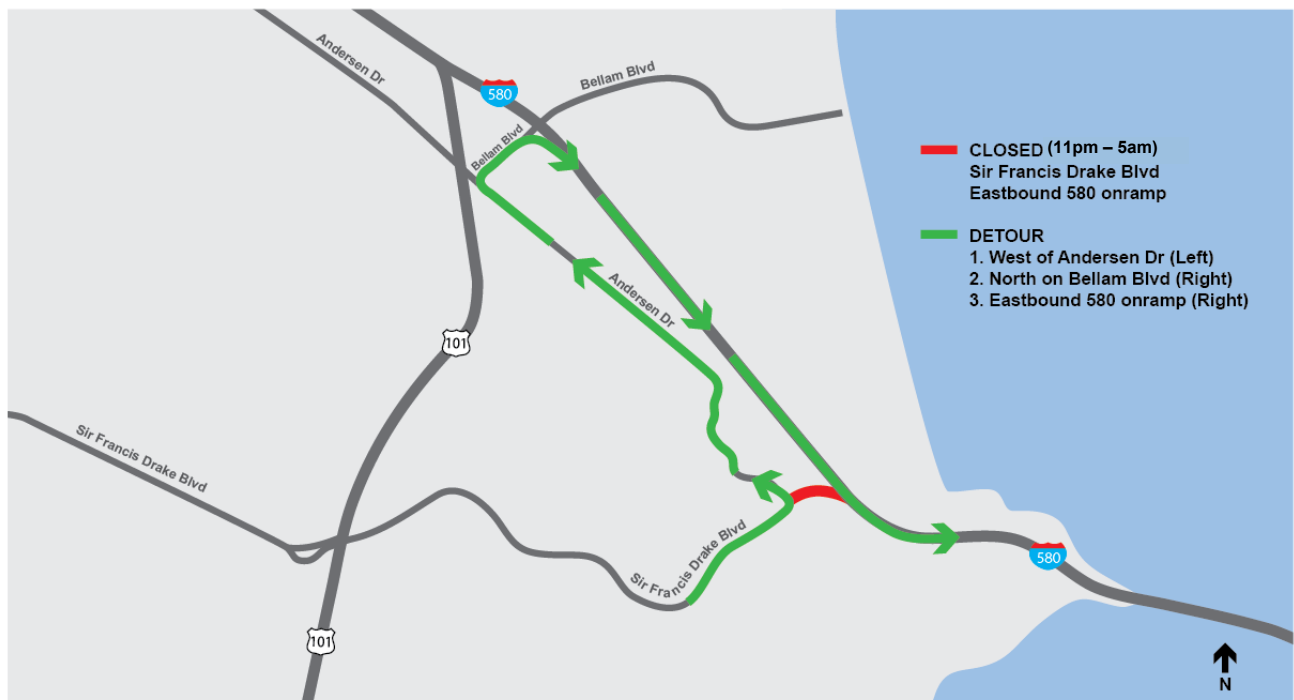 Andersen Dr
580
Bellam Blvd
Bellam Blvd
CLOSED (11pm – 5am)
Sir Francis Drake Blvd
Eastbound 580 onramp
DETOUR
1. West of Andersen Dr (Left)
2. North on Bellam Blvd (Right)
3. Eastbound 580 onramp (Right)
Andersen Dr
101
Sir Francis Drake Blvd
Sir Francis Drake Blvd
580
101
N